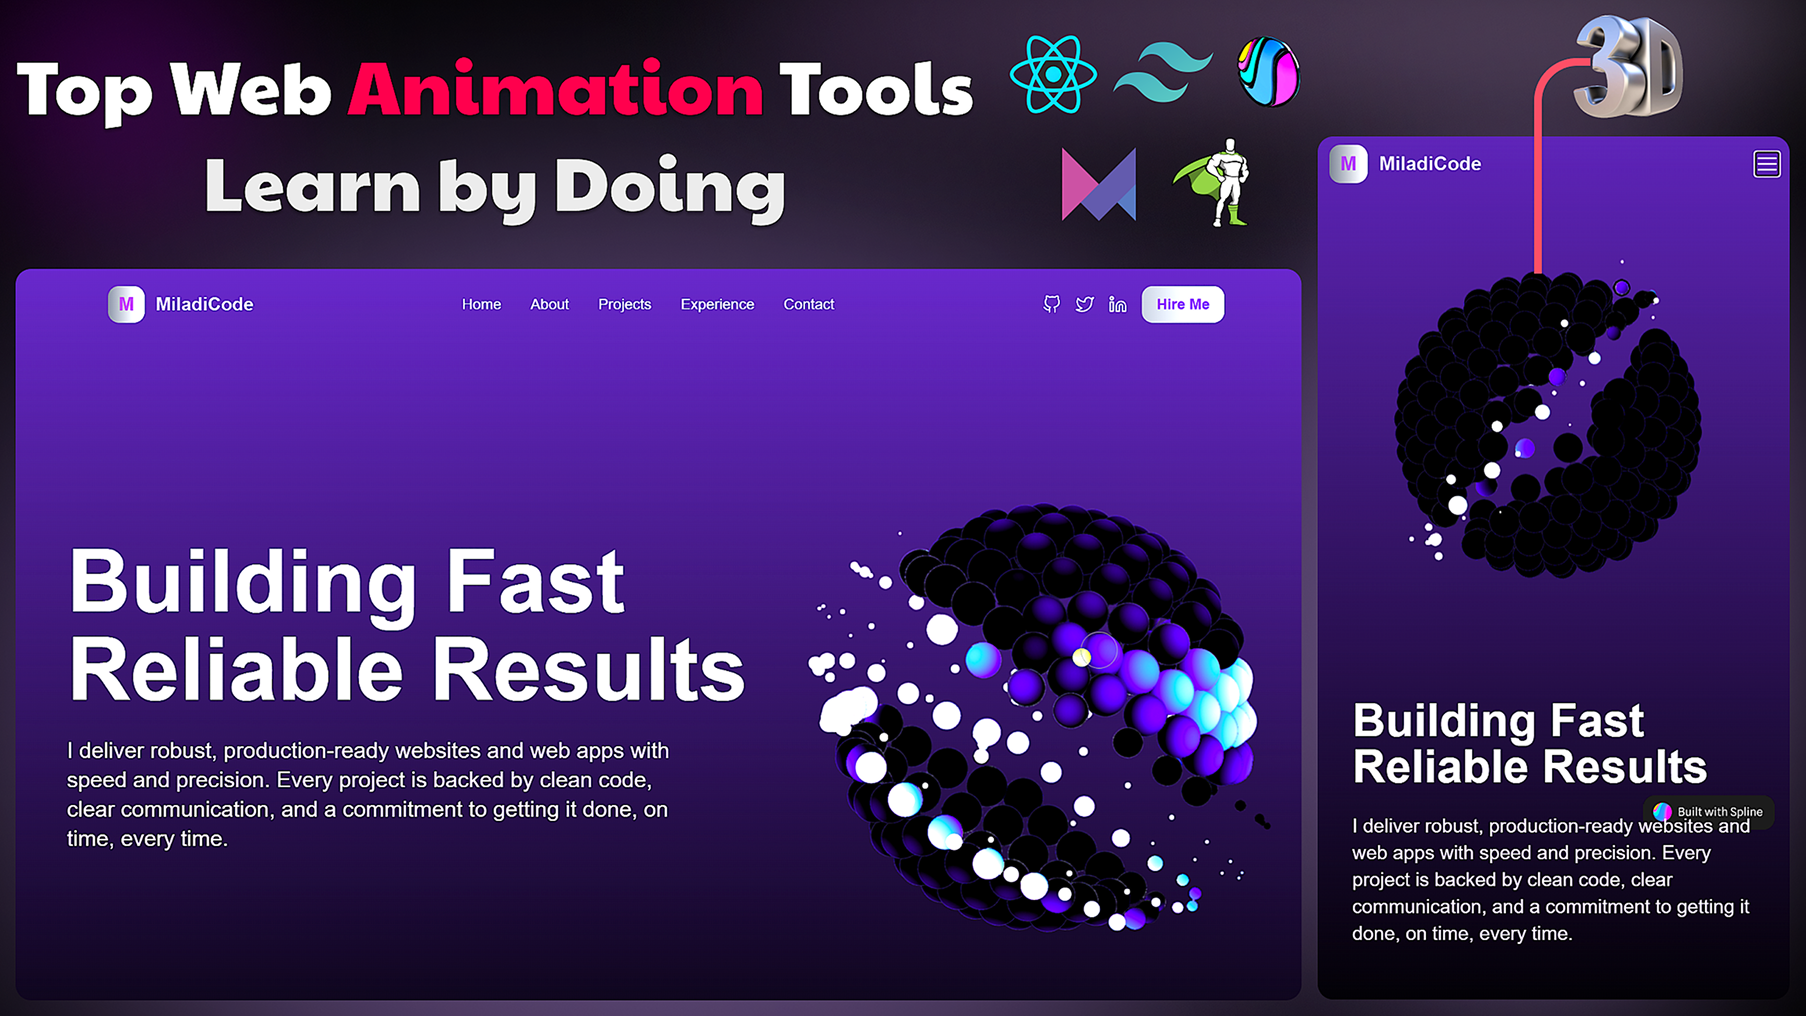 Top Web Animation Tools
Learn by Doing
3D
M MiladiCode
Home About Projects Experience Contact
Hire Me
Building Fast
Reliable Results
I deliver robust, production-ready websites and web apps with
speed and precision. Every project is backed by clean code,
clear communication, and a commitment to getting it done, on
time, every time.
M MiladiCode
Building Fast
Reliable Results
Built with Spline
I deliver robust, production-ready websites and
web apps with speed and precision. Every
project is backed by clean code, clear
communication, and a commitment to getting it
done, on time, every time.